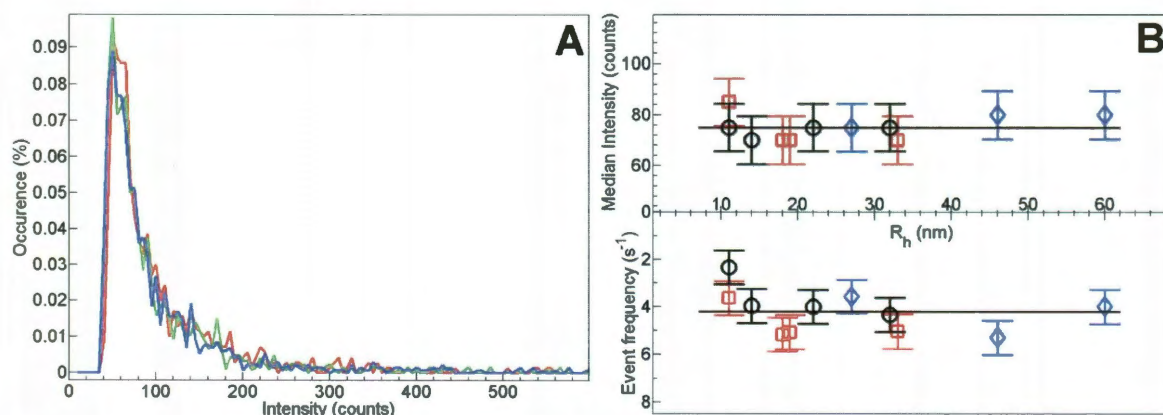 A
0.09
0.08
0.07
0.06
0.05
0.04
0.03
0.02
0.01
0
Occurence (%)
0 100 200 300 400 500
Intensity (counts)
B
100
80
60
0
Median Intensity (counts)
10 20 30 40 50 60
R_h (nm)
2
4
6
8
Event frequency (s⁻¹)